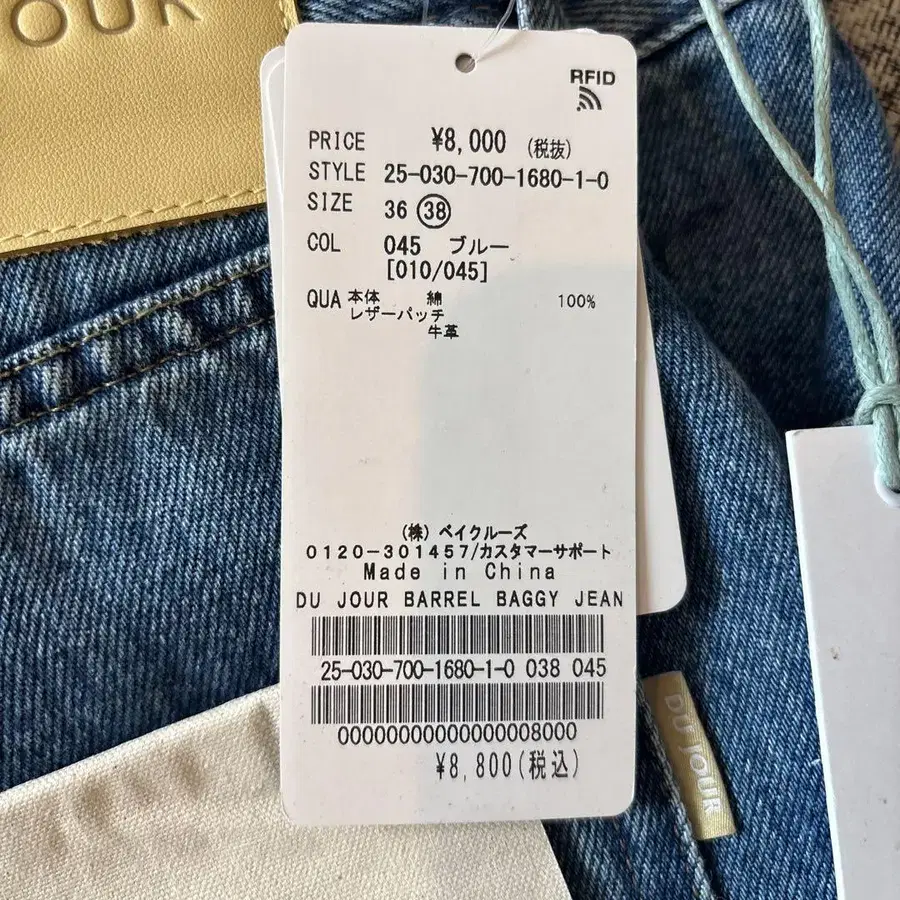 OUR
RFID
PRICE ¥8,000 (税抜)
STYLE 25-030-700-1680-1-0
SIZE 36 38
COL 045 ブルー
[010/045]
QUA 本体 綿 100%
レザーパッチ
牛革
(株) ベイクルーズ
0120-301457/カスタマーサポート
Made in China
DU JOUR BARREL BAGGY JEAN
25-030-700-1680-1-0 038 045
00000000000000008000
¥8,800(税込)
DU JOUR